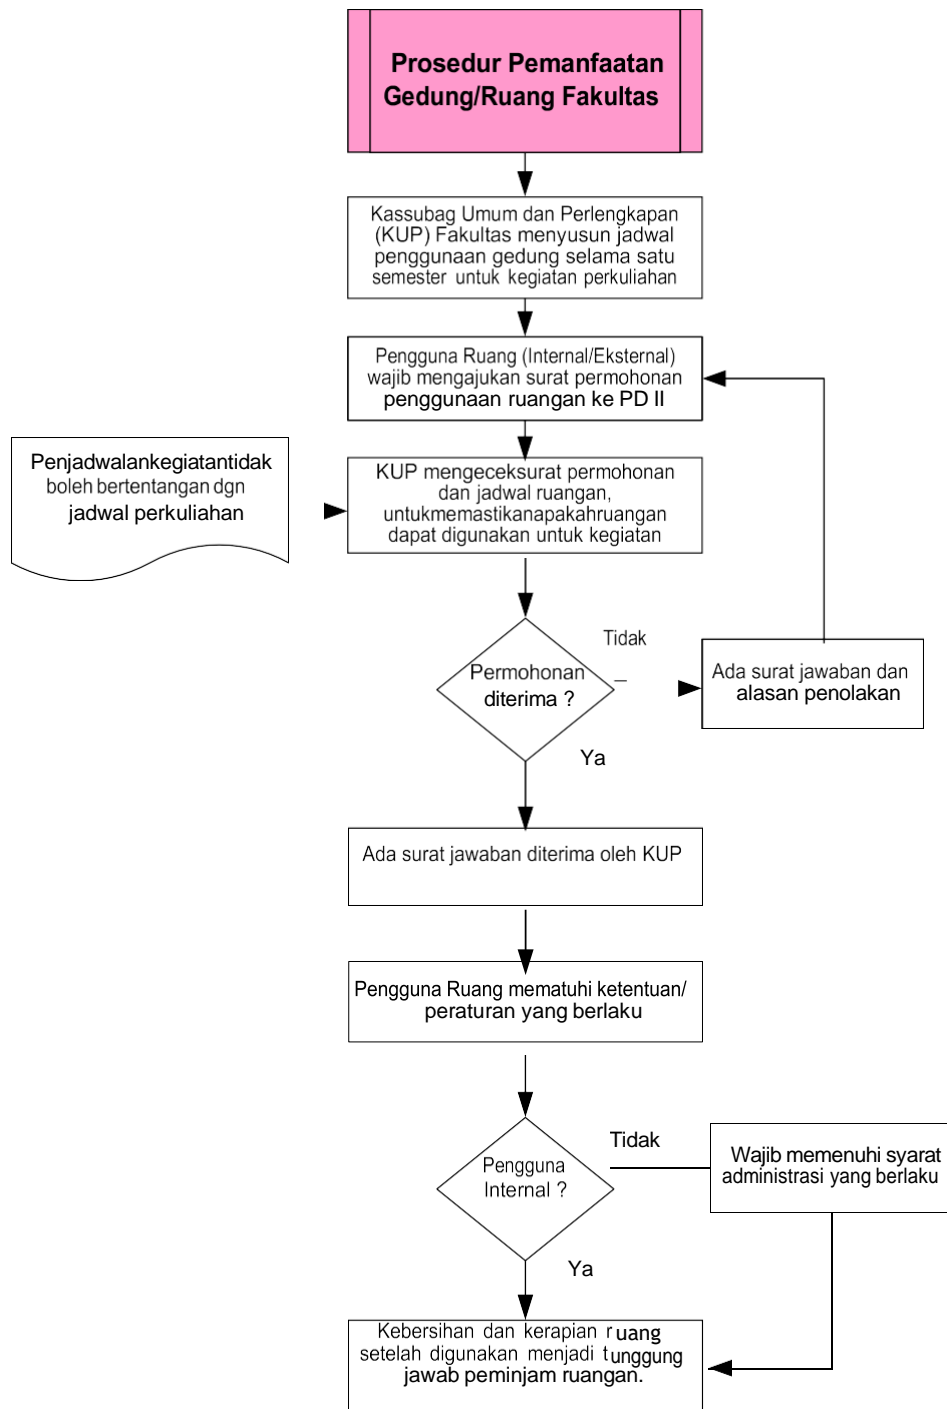 Prosedur Pemanfaatan
Gedung/Ruang Fakultas
Kassubag Umum dan Perlengkapan
(KUP) Fakultas menyusun jadwal
penggunaan gedung selama satu
semester untuk kegiatan perkuliahan
Pengguna Ruang (Internal/Eksternal)
wajib mengajukan surat permohonan
penggunaan ruangan ke PD II
Penjadwalankegiatantidak
boleh bertentangan dgn
jadwal perkuliahan
KUP mengeceksurat permohonan
dan jadwal ruangan,
untukmemastikanapakahruangan
dapat digunakan untuk kegiatan
Tidak
Permohonan
diterima ?
Ada surat jawaban dan
alasan penolakan
Ya
Ada surat jawaban diterima oleh KUP
Pengguna Ruang mematuhi ketentuan/
peraturan yang berlaku
Tidak
Pengguna
Internal ?
Wajib memenuhi syarat
administrasi yang berlaku
Ya
Kebersihan dan kerapian ruang
setelah digunakan menjadi tunggung
jawab peminjam ruangan.